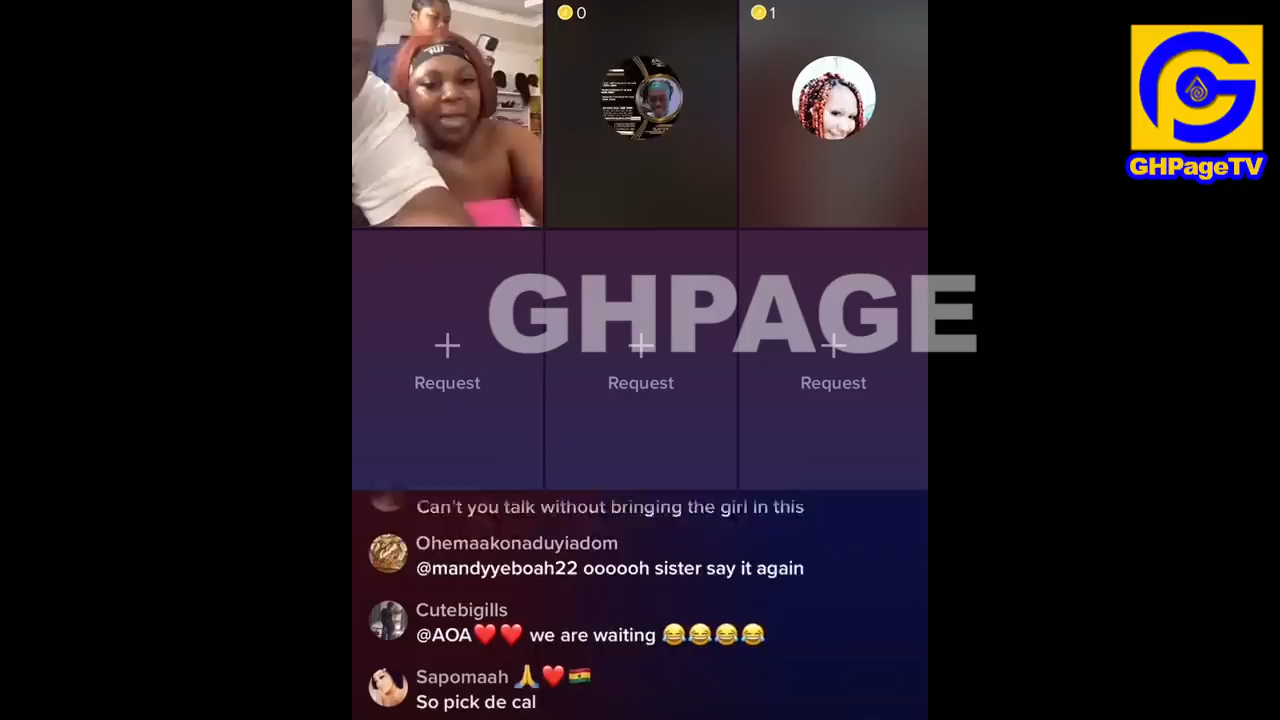 0
1
GHPageTV
GHPAGE
Request
Request
Request
Can't you talk without bringing the girl in this
Ohemaakonaduyiadom
@mandyyeboah22 oooooh sister say it again
Cutebigills
@AOA❤️❤️ we are waiting 😂😂😂😂
Sapomaah 🙏❤️🇬🇭
So pick de cal